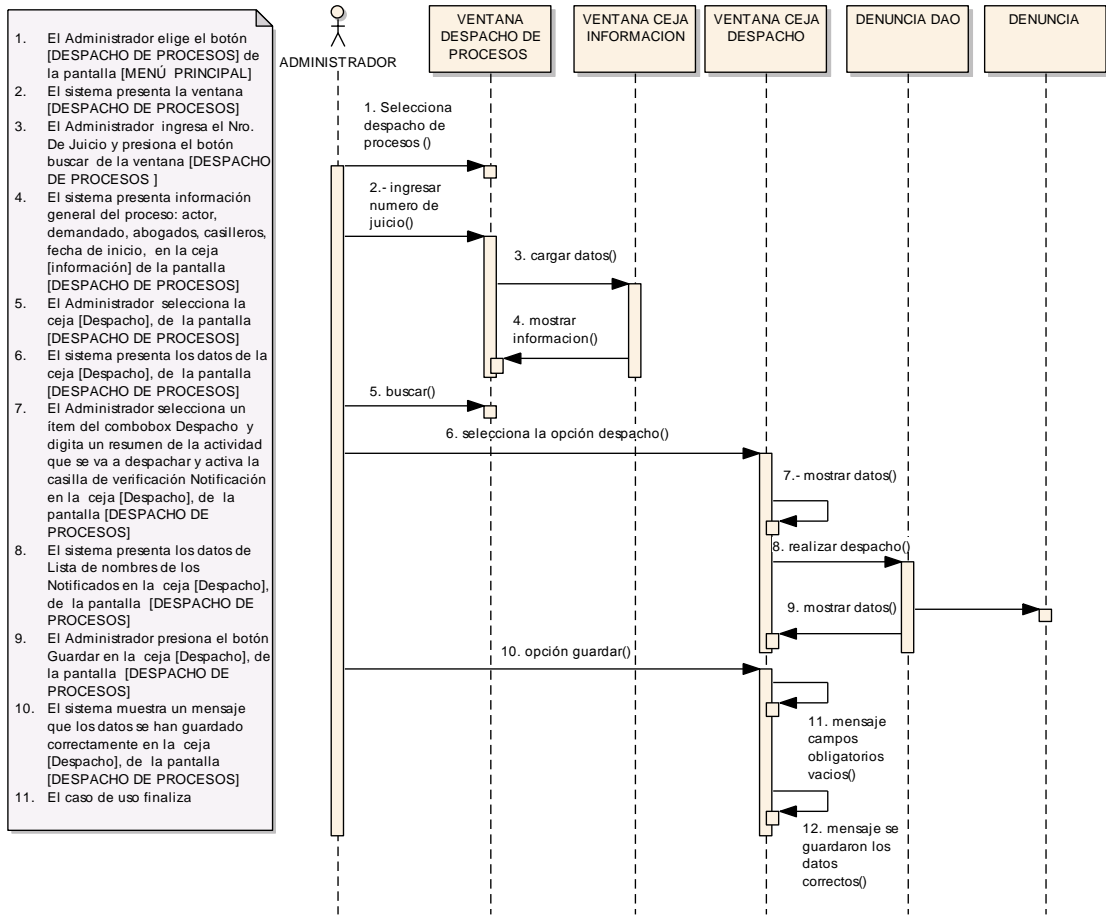 1. El Administrador elige el botón
[DESPACHO DE PROCESOS] de
la pantalla [MENÚ PRINCIPAL]
2. El sistema presenta la ventana
[DESPACHO DE PROCESOS]
3. El Administrador ingresa el Nro.
De Juicio y presiona el botón
buscar de la ventana [DESPACHO
DE PROCESOS ]
4. El sistema presenta información
general del proceso: actor,
demandado, abogados, casilleros,
fecha de inicio, en la ceja
[información] de la pantalla
[DESPACHO DE PROCESOS]
5. El Administrador selecciona la
ceja [Despacho], de la pantalla
[DESPACHO DE PROCESOS]
6. El sistema presenta los datos de la
ceja [Despacho], de la pantalla
[DESPACHO DE PROCESOS]
7. El Administrador selecciona un
ítem del combobox Despacho y
digita un resumen de la actividad
que se va a despachar y activa la
casilla de verificación Notificación
en la ceja [Despacho], de la
pantalla [DESPACHO DE
PROCESOS]
8. El sistema presenta los datos de
Lista de nombres de los
Notificados en la ceja [Despacho],
de la pantalla [DESPACHO DE
PROCESOS]
9. El Administrador presiona el botón
Guardar en la ceja [Despacho], de
la pantalla [DESPACHO DE
PROCESOS]
10. El sistema muestra un mensaje
que los datos se han guardado
correctamente en la ceja
[Despacho], de la pantalla
[DESPACHO DE PROCESOS]
11. El caso de uso finaliza
ADMINISTRADOR
VENTANA
DESPACHO DE
PROCESOS
VENTANA CEJA
INFORMACION
VENTANA CEJA
DESPACHO
DENUNCIA DAO
DENUNCIA
1. Selecciona
despacho de
procesos ()
2.- ingresar
numero de
juicio()
3. cargar datos()
4. mostrar
informacion()
5. buscar()
6. selecciona la opción despacho()
7.- mostrar datos()
8. realizar despacho()
9. mostrar datos()
10. opción guardar()
11. mensaje
campos
obligatorios
vacios()
12. mensaje se
guardaron los
datos
correctos()